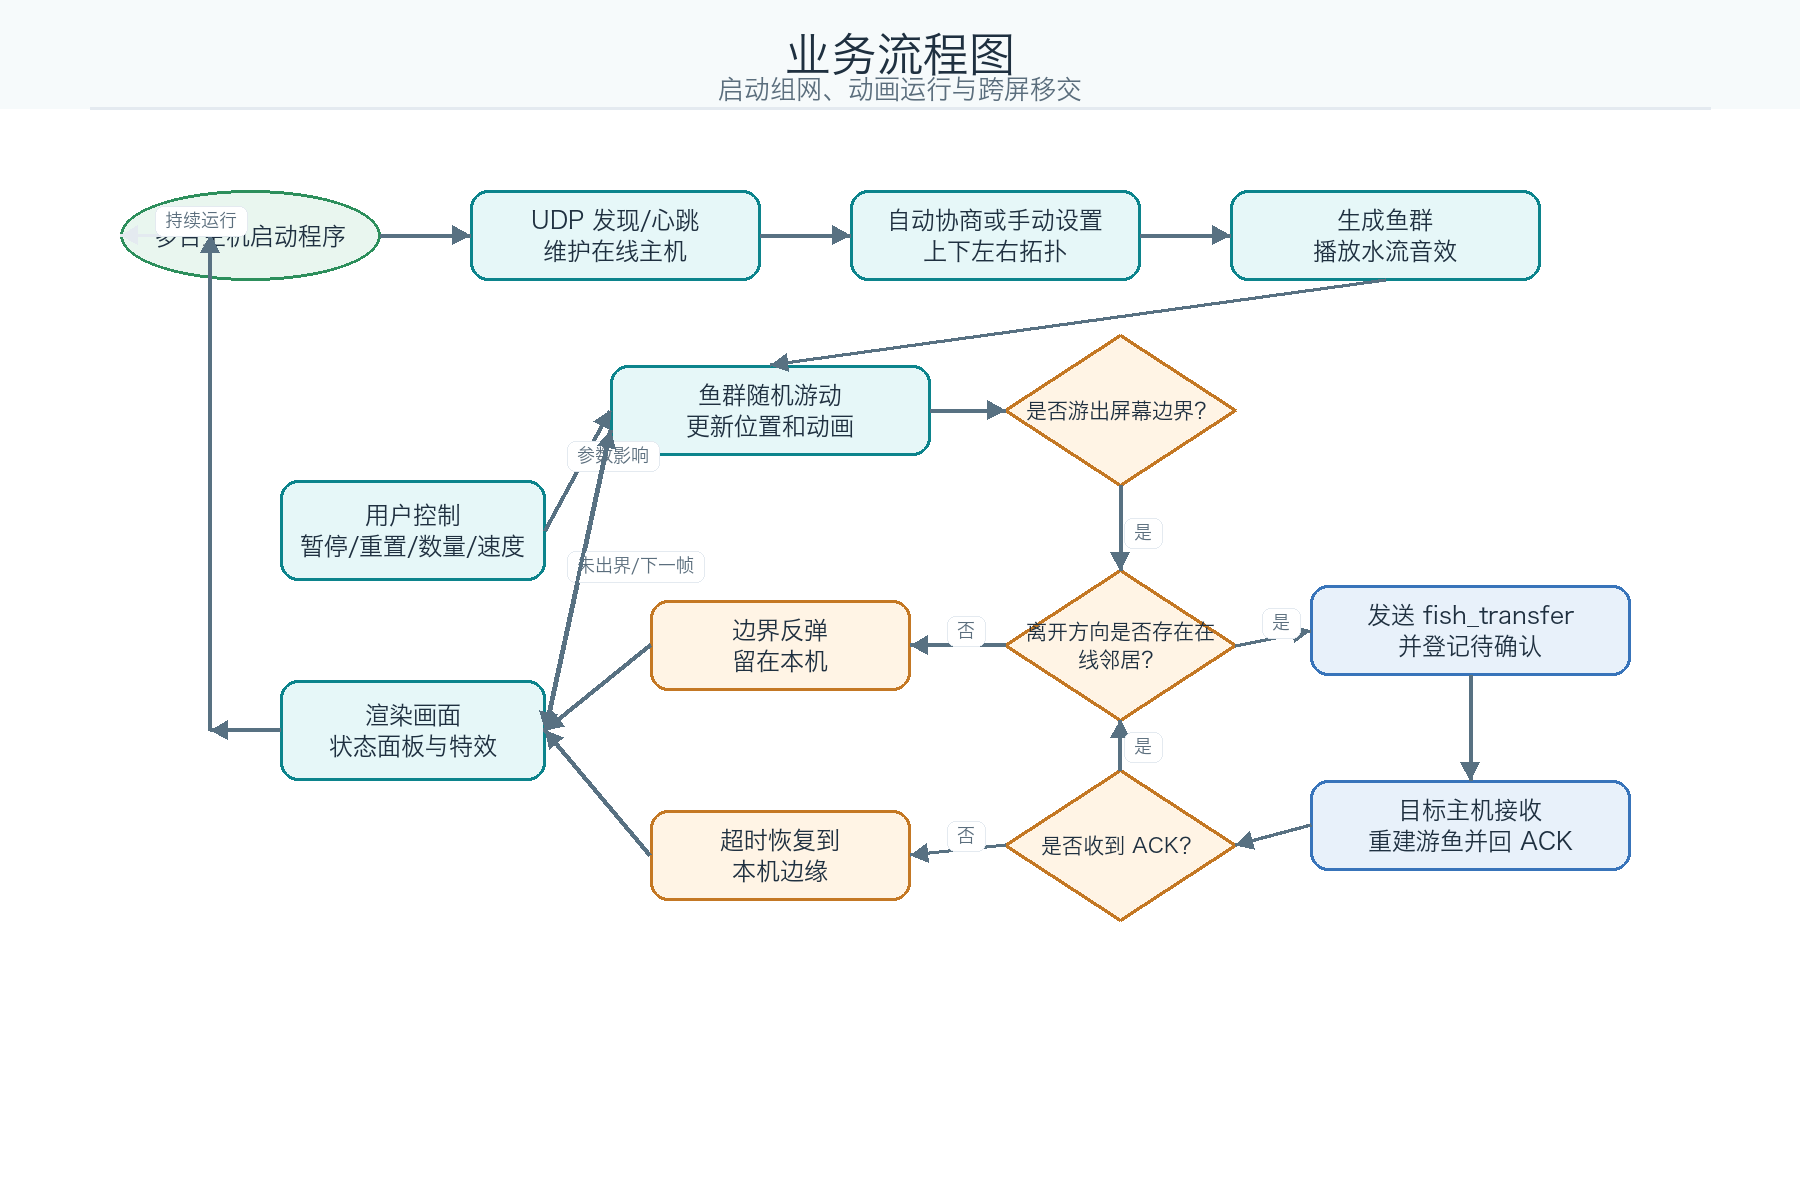 业务流程图
启动组网、动画运行与跨屏移交
持续运行
多台主机启动程序
UDP 发现/心跳
维护在线主机
自动协商或手动设置
上下左右拓扑
生成鱼群
播放水流音效
鱼群随机游动
更新位置和动画
是否游出屏幕边界?
参数影响
用户控制
暂停/重置/数量/速度
是
未出界/下一帧
边界反弹
留在本机
否
离开方向是否存在在
线邻居?
是
发送 fish_transfer
并登记待确认
渲染画面
状态面板与特效
是
超时恢复到
本机边缘
否
是否收到 ACK?
目标主机接收
重建游鱼并回 ACK